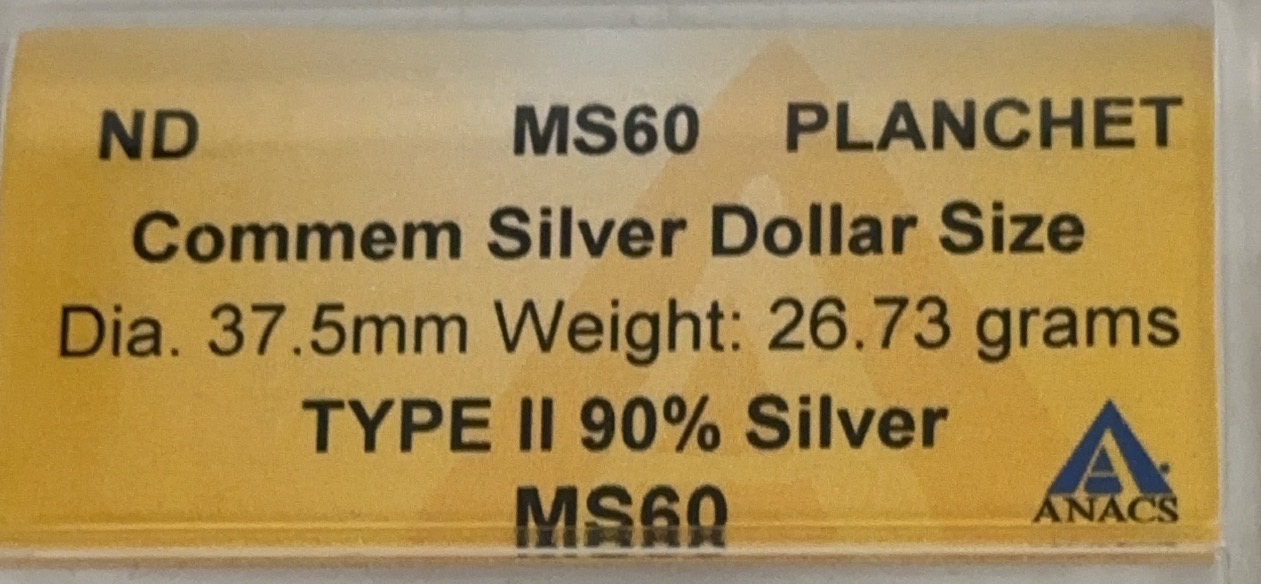 ND MS60 PLANCHET
Commem Silver Dollar Size
Dia. 37.5mm Weight: 26.73 grams
TYPE II 90% Silver
MS60
ANACS